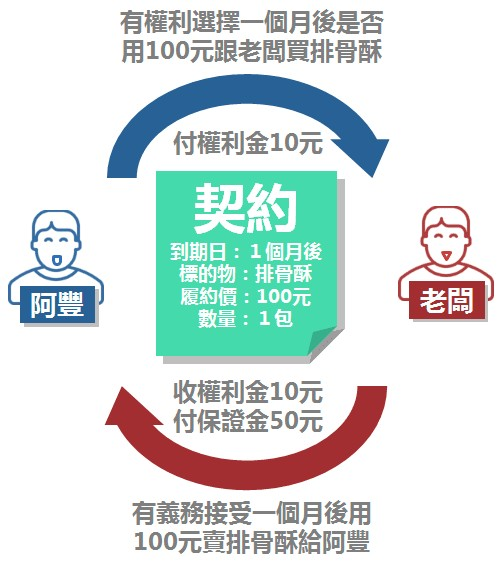 有權利選擇一個月後是否
用100元跟老闆買排骨酥
付權利金10元
契約
到期日：１個月後
標的物：排骨酥
履約價：100元
數量：１包
阿豐
老闆
收權利金10元
付保證金50元
有義務接受一個月後用
100元賣排骨酥給阿豐